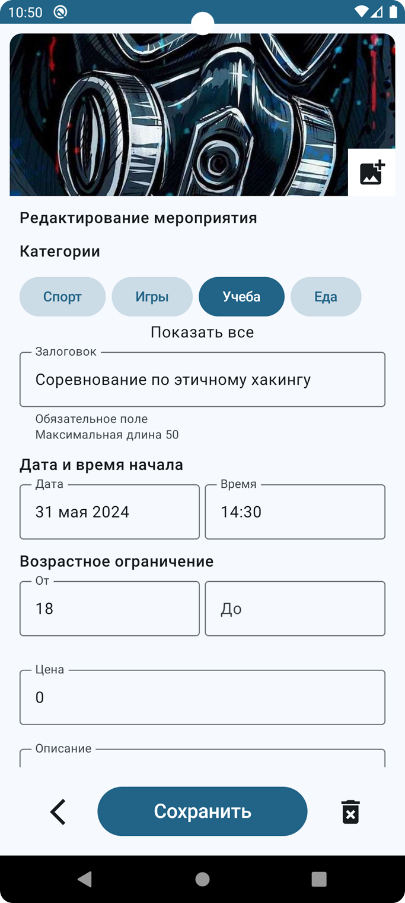 10:50
Редактирование мероприятия
Категории
Спорт Игры Учеба Еда
Показать все
Залоговок
Соревнование по этичному хакингу
Обязательное поле
Максимальная длина 50
Дата и время начала
Дата Время
31 мая 2024 14:30
Возрастное ограничение
От
18 До
Цена
0
Описание
Сохранить